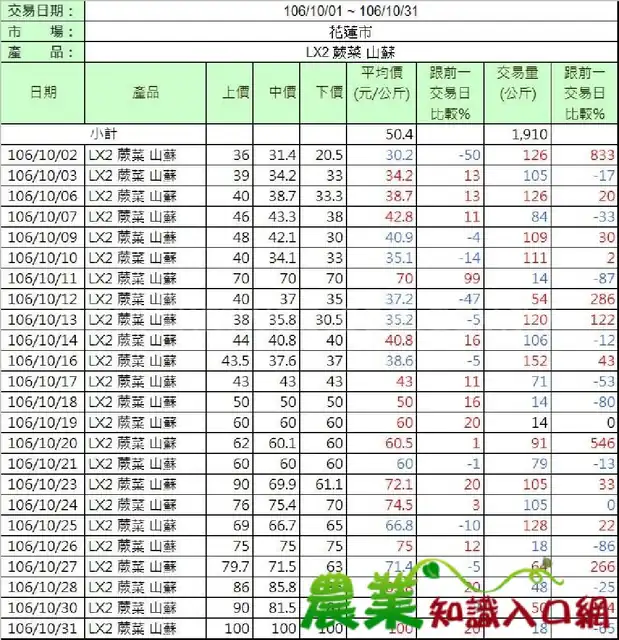 交易日期： 106/10/01 ~ 106/10/31
市 場： 花蓮市
產 品： LX2 蕨菜 山蘇
日期 產品 上價 中價 下價 平均價 (元/公斤) 跟前一交易日比較% 交易量 (公斤) 跟前一交易日比較%
小計 50.4 1,910
106/10/02 LX2 蕨菜 山蘇 36 31.4 20.5 30.2 -50 126 833
106/10/03 LX2 蕨菜 山蘇 39 34.2 33 34.2 13 105 -17
106/10/06 LX2 蕨菜 山蘇 40 38.7 33.3 38.7 13 126 20
106/10/07 LX2 蕨菜 山蘇 46 43.3 38 42.8 11 84 -33
106/10/09 LX2 蕨菜 山蘇 48 42.1 30 40.9 -4 109 30
106/10/10 LX2 蕨菜 山蘇 40 34.1 33 35.1 -14 111 2
106/10/11 LX2 蕨菜 山蘇 70 70 70 70 99 14 -87
106/10/12 LX2 蕨菜 山蘇 40 37 35 37.2 -47 54 286
106/10/13 LX2 蕨菜 山蘇 38 35.8 30.5 35.2 -5 120 122
106/10/14 LX2 蕨菜 山蘇 44 40.8 40 40.8 16 106 -12
106/10/16 LX2 蕨菜 山蘇 43.5 37.6 37 38.6 -5 152 43
106/10/17 LX2 蕨菜 山蘇 43 43 43 43 11 71 -53
106/10/18 LX2 蕨菜 山蘇 50 50 50 50 16 14 -80
106/10/19 LX2 蕨菜 山蘇 60 60 60 60 20 14 0
106/10/20 LX2 蕨菜 山蘇 62 60.1 60 60.5 1 91 546
106/10/21 LX2 蕨菜 山蘇 60 60 60 60 -1 79 -13
106/10/23 LX2 蕨菜 山蘇 90 69.9 61.1 72.1 20 105 33
106/10/24 LX2 蕨菜 山蘇 76 75.4 70 74.5 3 105 0
106/10/25 LX2 蕨菜 山蘇 69 66.7 65 66.8 -10 128 22
106/10/26 LX2 蕨菜 山蘇 75 75 75 75 12 18 -86
106/10/27 LX2 蕨菜 山蘇 79.7 71.5 63 71.4 -5 64 266
106/10/28 LX2 蕨菜 山蘇 86 85.8 20 48 -25
106/10/30 LX2 蕨菜 山蘇 90 81.5 50
106/10/31 LX2 蕨菜 山蘇 100 100 100 100 20 18
農業知識入口網